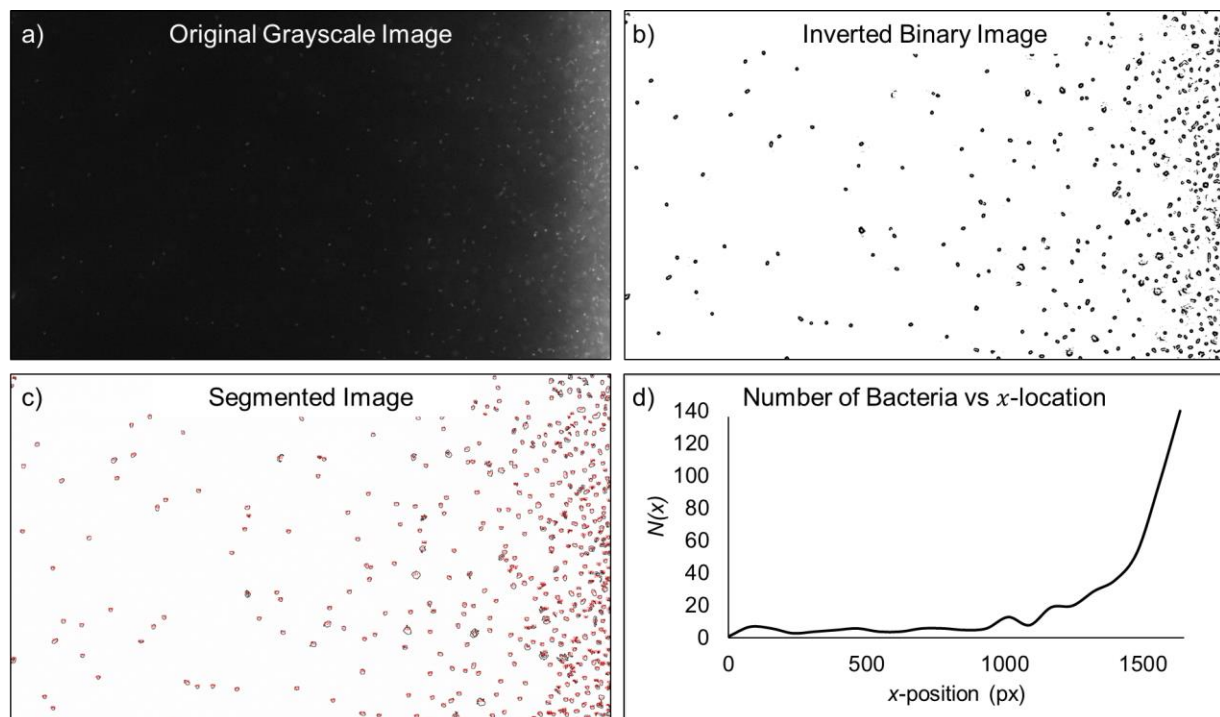 a) Original Grayscale Image
b) Inverted Binary Image
c) Segmented Image
d) Number of Bacteria vs x-location
140
120
100
80
60
40
20
0
N(x)
0 500 1000 1500
x-position (px)